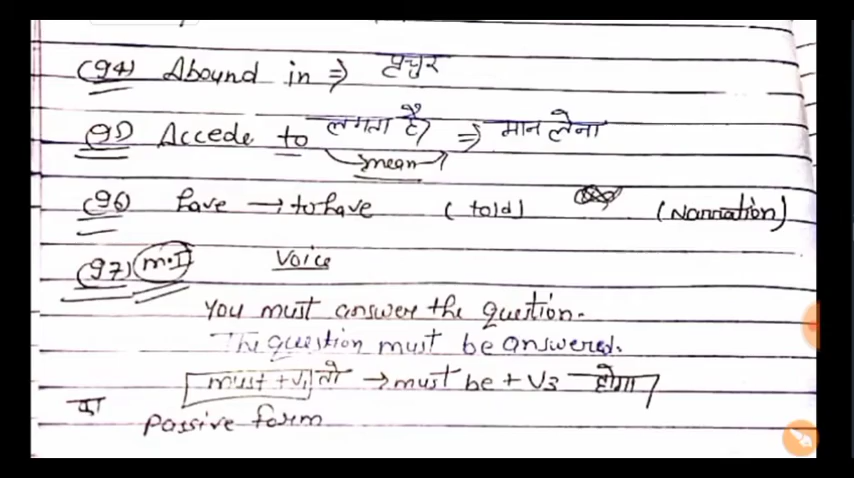 (94) Abound in ⇒ प्रचुर
(95) Accede to लगता है ⇒ मान लेना
mean
(96) have → to have (told) (Narration)
(97) (m.I) Voice
You must answer the question.
The question must be answered.
must + V₁ तो → must be + V3 होगा
का
passive form